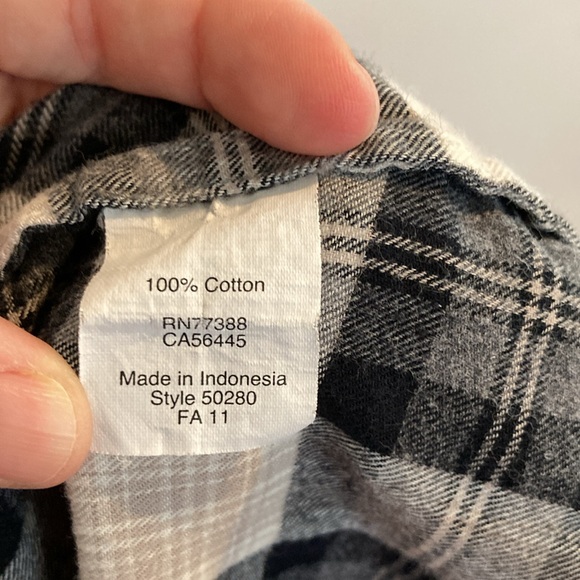 100% Cotton
RN77388
CA56445
Made in Indonesia
Style 50280
FA 11